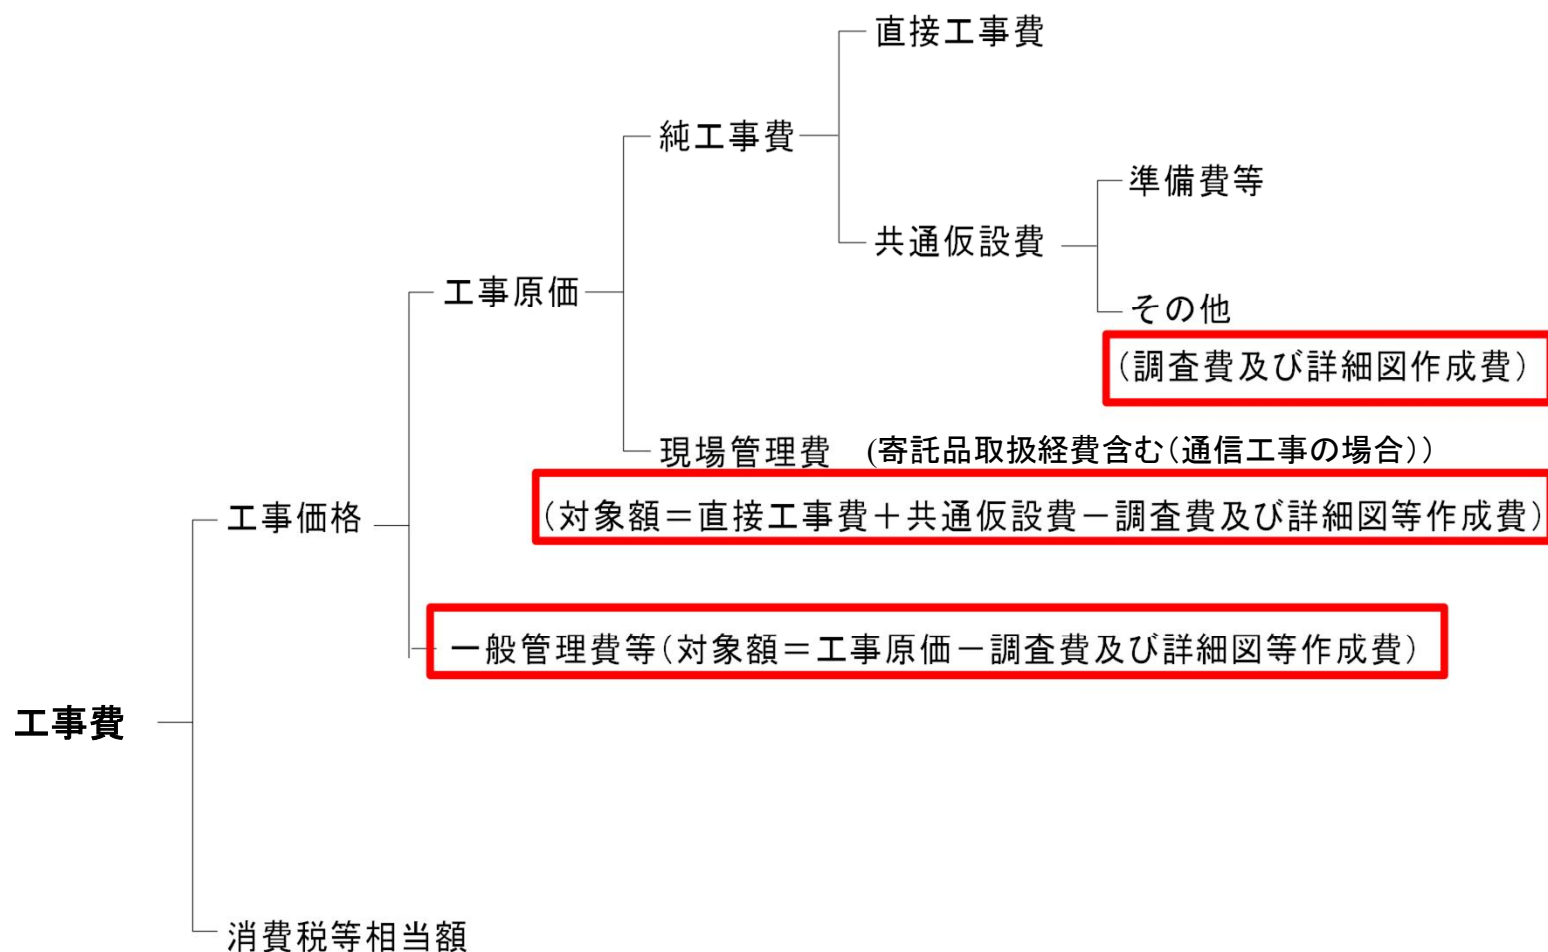 直接工事費
純工事費
準備費等
共通仮設費
工事原価
その他
(調査費及び詳細図作成費)
現場管理費 (寄託品取扱経費含む(通信工事の場合))
工事価格
(対象額=直接工事費+共通仮設費-調査費及び詳細図等作成費)
一般管理費等(対象額=工事原価-調査費及び詳細図等作成費)
工事費
消費税等相当額